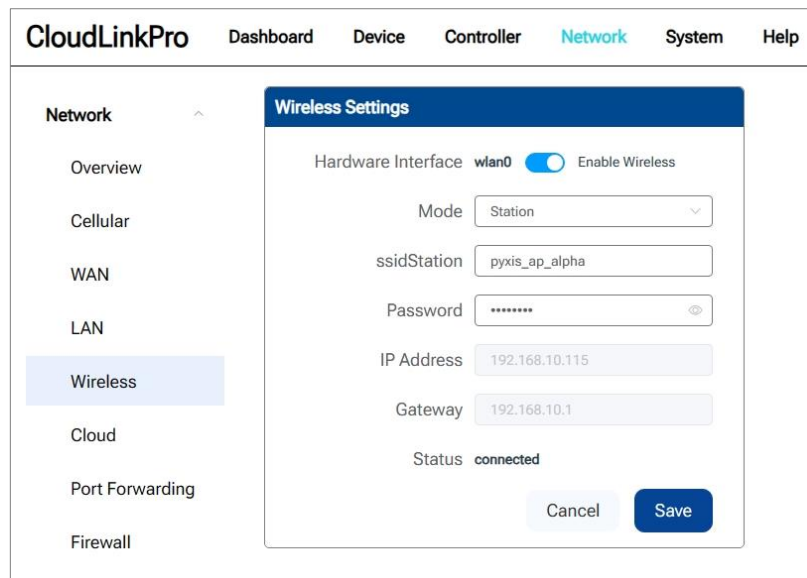 CloudLinkPro Dashboard Device Controller Network System Help
Network
Overview
Cellular
WAN
LAN
Wireless
Cloud
Port Forwarding
Firewall
Wireless Settings
Hardware Interface wlan0 Enable Wireless
Mode Station
ssidStation pyxis_ap_alpha
Password ••••••••
IP Address 192.168.10.115
Gateway 192.168.10.1
Status connected
Cancel Save